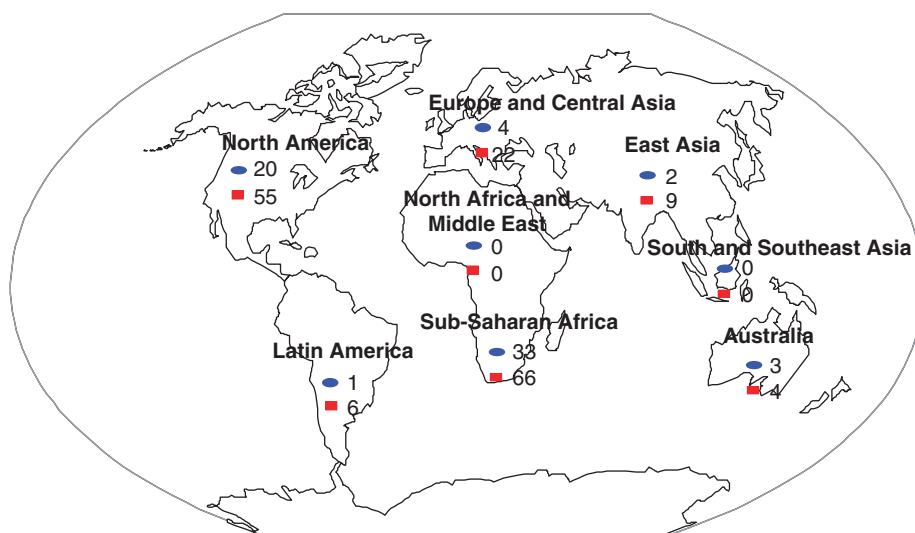 Europe and Central Asia
4
22
North America
20
55
East Asia
2
9
North Africa and
Middle East
0
0
South and Southeast Asia
0
0
Sub-Saharan Africa
33
66
Australia
3
4
Latin America
1
6